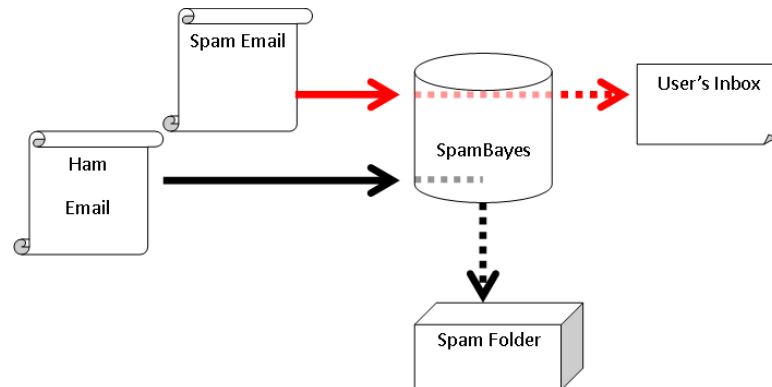 Spam Email
User's Inbox
SpamBayes
Ham
Email
Spam Folder